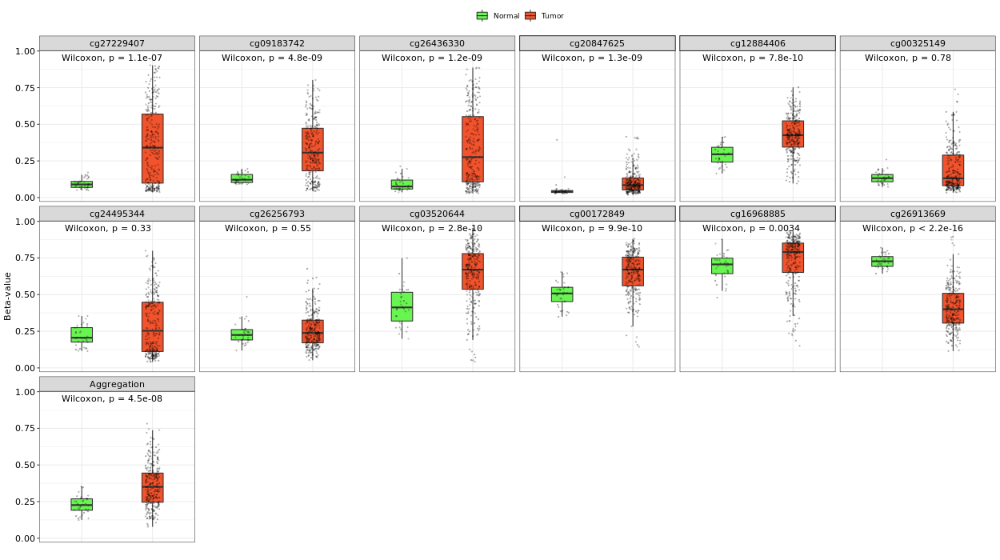 Normal Tumor
cg27229407 cg09183742 cg26436330 cg20847625 cg12884406 cg00325149
Wilcoxon, p = 1.1e-07 Wilcoxon, p = 4.8e-09 Wilcoxon, p = 1.2e-09 Wilcoxon, p = 1.3e-09 Wilcoxon, p = 7.8e-10 Wilcoxon, p = 0.78
1.00
0.75
0.50
0.25
0.00
cg24495344 cg26256793 cg03520644 cg00172849 cg16968885 cg26913669
Wilcoxon, p = 0.33 Wilcoxon, p = 0.55 Wilcoxon, p = 2.8e-10 Wilcoxon, p = 9.9e-10 Wilcoxon, p = 0.0034 Wilcoxon, p < 2.2e-16
1.00
0.75
0.50
0.25
0.00
Beta-value
Aggregation
Wilcoxon, p = 4.5e-08
1.00
0.75
0.50
0.25
0.00